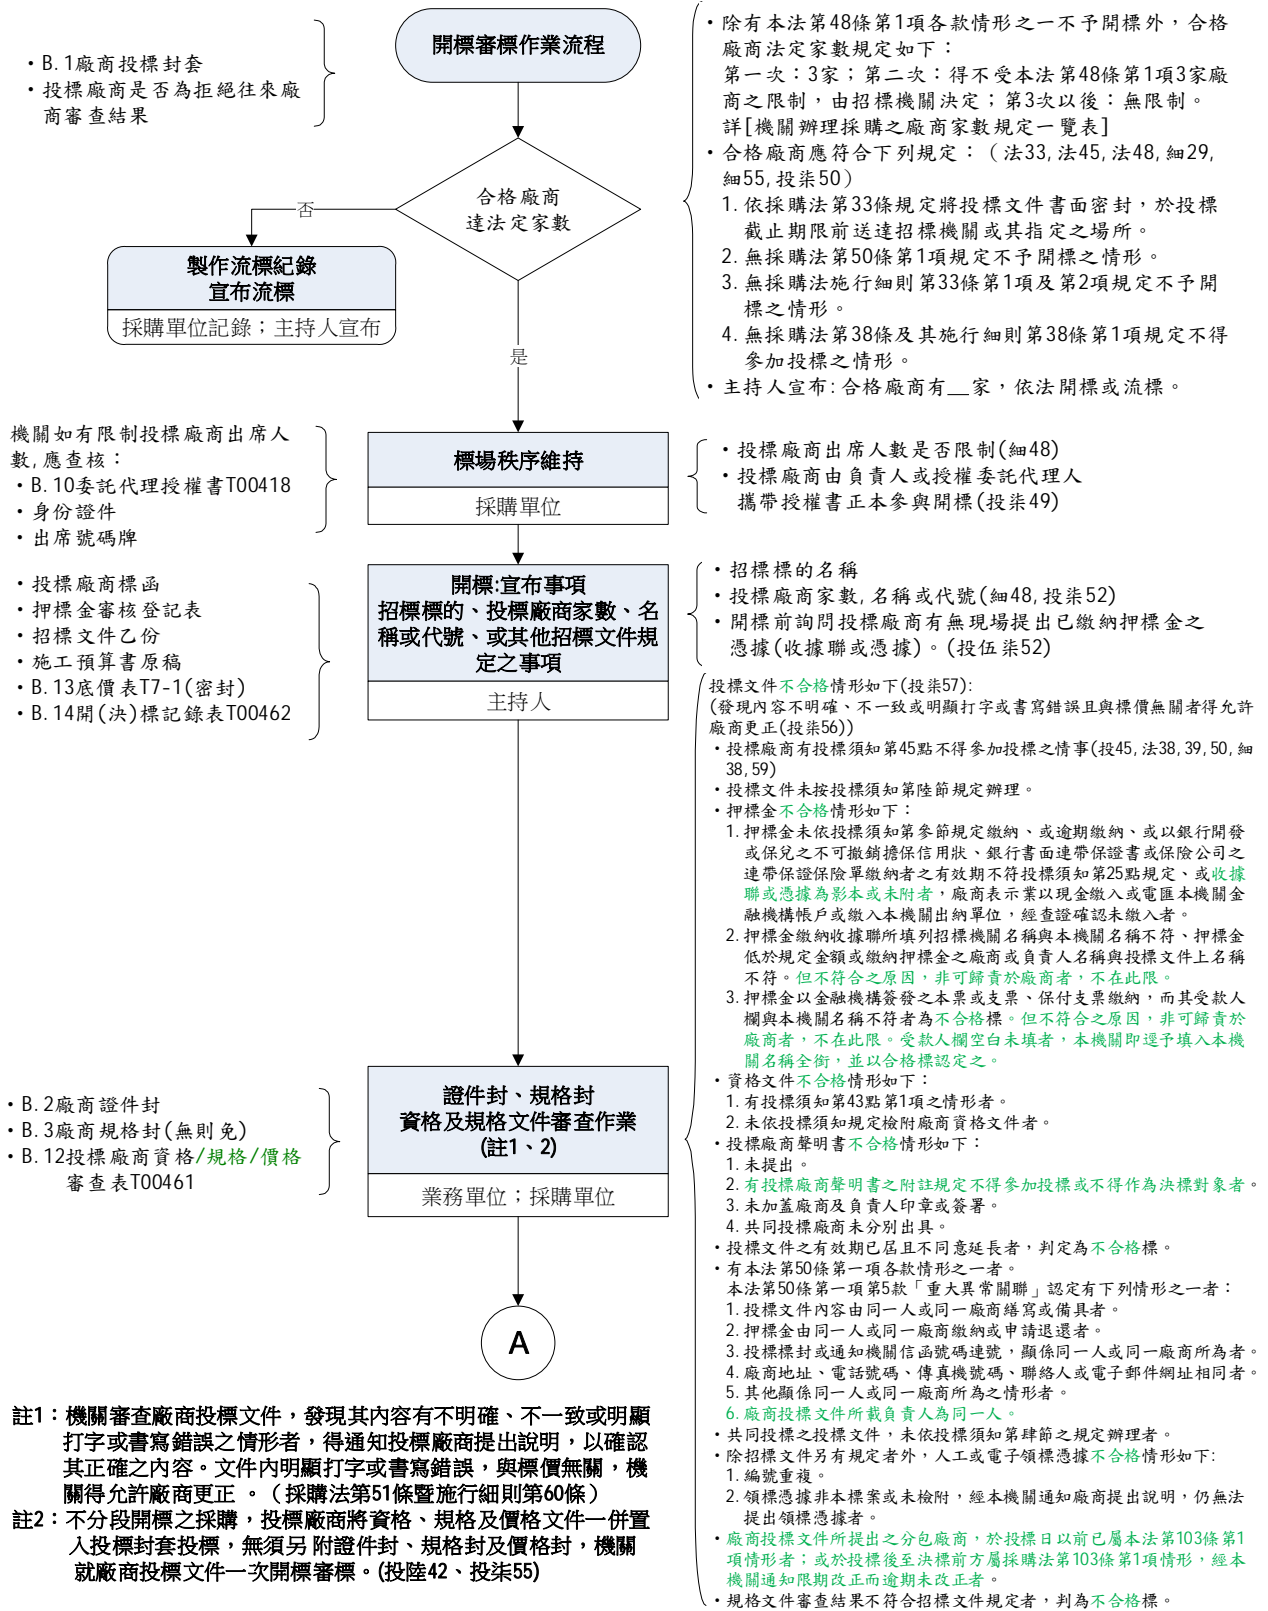 開標審標作業流程
・B.1廠商投標封套
・投標廠商是否為拒絕往來廠
商審查結果
合格廠商
達法定家數
否
製作流標紀錄
宣布流標
採購單位記錄；主持人宣布
是
・除有本法第48條第1項各款情形之一不予開標外，合格
廠商法定家數規定如下：
第一次：3家；第二次：得不受本法第48條第1項3家廠
商之限制，由招標機關決定；第3次以後：無限制。
詳[機關辦理採購之廠商家數規定一覽表]
・合格廠商應符合下列規定：（法33,法45,法48,細29,
細55,投柒50）
1.依採購法第33條規定將投標文件書面密封，於投標
截止期限前送達招標機關或其指定之場所。
2.無採購法第50條第1項規定不予開標之情形。
3.無採購法施行細則第33條第1項及第2項規定不予開
標之情形。
4.無採購法第38條及其施行細則第38條第1項規定不得
參加投標之情形。
・主持人宣布:合格廠商有__家，依法開標或流標。
機關如有限制投標廠商出席人
數,應查核：
・B.10委託代理授權書T00418
・身份證件
・出席號碼牌
標場秩序維持
採購單位
・投標廠商出席人數是否限制(細48)
・投標廠商由負責人或授權委託代理人
攜帶授權書正本參與開標(投柒49)
・投標廠商標函
・押標金審核登記表
・招標文件乙份
・施工預算書原稿
・B.13底價表T7-1(密封)
・B.14開(決)標記錄表T00462
開標:宣布事項
招標標的、投標廠商家數、名
稱或代號、或其他招標文件規
定之事項
主持人
・招標標的名稱
・投標廠商家數,名稱或代號(細48,投柒52)
・開標前詢問投標廠商有無現場提出已繳納押標金之
憑據(收據聯或憑據)。(投伍柒52)
投標文件不合格情形如下(投柒57):
(發現內容不明確、不一致或明顯打字或書寫錯誤且與標價無關者得允許
廠商更正(投柒56))
・投標廠商有投標須知第45點不得參加投標之情事(投45,法38,39,50,細
38,59)
・投標文件未按投標須知第陸節規定辦理。
・押標金不合格情形如下：
1.押標金未依投標須知第參節規定繳納、或逾期繳納、或以銀行開發
或保兌之不可撤銷擔保信用狀、銀行書面連帶保證書或保險公司之
連帶保證保險單繳納者之有效期不符投標須知第25點規定、或收據
聯或憑據為影本或未附者，廠商表示業以現金繳入或電匯本機關金
融機構帳戶或繳入本機關出納單位，經查證確認未繳入者。
2.押標金繳納收據聯所填列招標機關名稱與本機關名稱不符、押標金
低於規定金額或繳納押標金之廠商或負責人名稱與投標文件上名稱
不符。但不符合之原因，非可歸責於廠商者，不在此限。
3.押標金以金融機構簽發之本票或支票、保付支票繳納，而其受款人
欄與本機關名稱不符者為不合格標。但不符合之原因，非可歸責於
廠商者，不在此限。受款人欄空白未填者，本機關即逕予填入本機
關名稱全銜，並以合格標認定之。
・資格文件不合格情形如下：
1.有投標須知第43點第1項之情形者。
2.未依投標須知規定檢附廠商資格文件者。
・投標廠商聲明書不合格情形如下：
1.未提出。
2.有投標廠商聲明書之附註規定不得參加投標或不得作為決標對象者。
3.未加蓋廠商及負責人印章或簽署。
4.共同投標廠商未分別出具。
・投標文件之有效期已屆且不同意延長者，判定為不合格標。
・有本法第50條第一項各款情形之一者。
本法第50條第一項第5款「重大異常關聯」認定有下列情形之一者：
1.投標文件內容由同一人或同一廠商繕寫或備具者。
2.押標金由同一人或同一廠商繳納或申請退還者。
3.投標標封或通知機關信函號碼連號，顯係同一人或同一廠商所為者。
4.廠商地址、電話號碼、傳真機號碼、聯絡人或電子郵件網址相同者。
5.其他顯係同一人或同一廠商所為之情形者。
6.廠商投標文件所載負責人為同一人。
・共同投標之投標文件，未依投標須知第肆節之規定辦理者。
・除招標文件另有規定者外，人工或電子領標憑據不合格情形如下:
1.編號重複。
2.領標憑據非本標案或未檢附，經本機關通知廠商提出說明，仍無法
提出領標憑據者。
・廠商投標文件所提出之分包廠商，於投標日以前已屬本法第103條第1
項情形者；或於投標後至決標前方屬採購法第103條第1項情形，經本
機關通知限期改正而逾期未改正者。
・規格文件審查結果不符合招標文件規定者，判為不合格標。
・B.2廠商證件封
・B.3廠商規格封(無則免)
・B.12投標廠商資格/規格/價格
審查表T00461
證件封、規格封
資格及規格文件審查作業
(註1、2)
業務單位；採購單位
A
註1：機關審查廠商投標文件，發現其內容有不明確、不一致或明顯
打字或書寫錯誤之情形者，得通知投標廠商提出說明，以確認
其正確之內容。文件內明顯打字或書寫錯誤，與標價無關，機
關得允許廠商更正 。（採購法第51條暨施行細則第60條）
註2：不分段開標之採購，投標廠商將資格、規格及價格文件一併置
入投標封套投標，無須另 附證件封、規格封及價格封，機關
就廠商投標文件一次開標審標。(投陸42、投柒55)